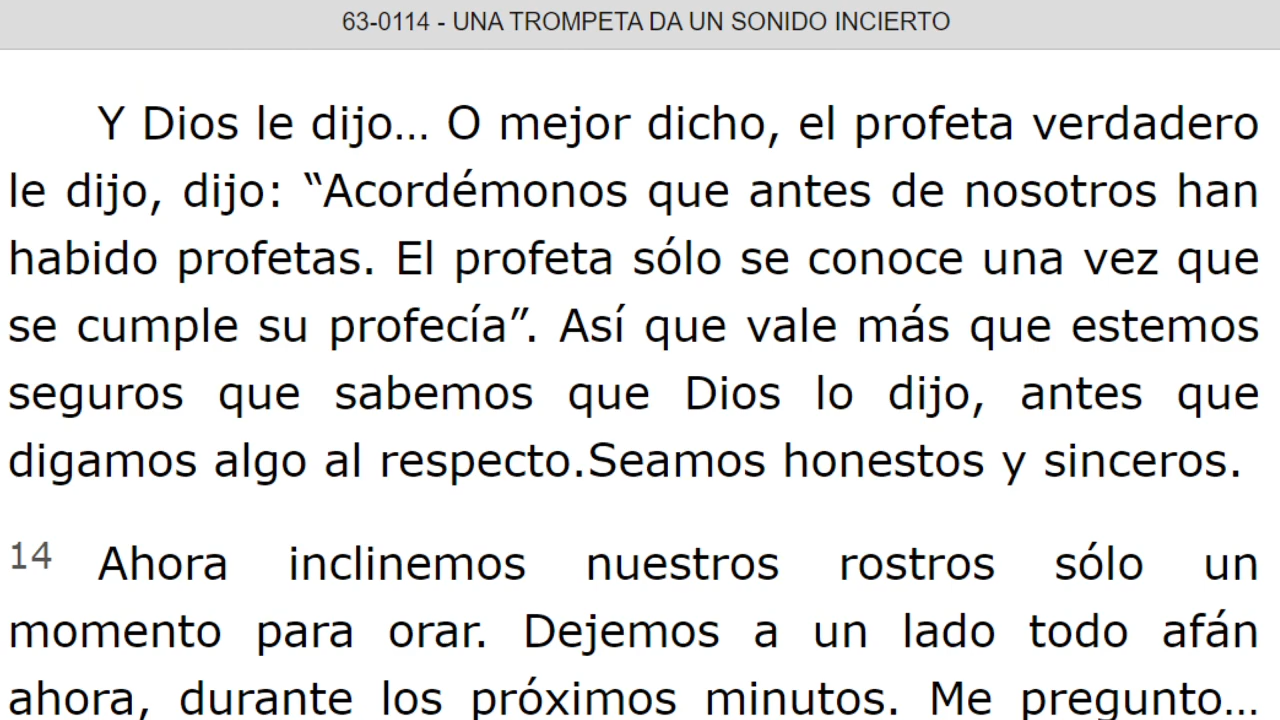 63-0114 - UNA TROMPETA DA UN SONIDO INCIERTO
Y Dios le dijo… O mejor dicho, el profeta verdadero
le dijo, dijo: “Acordémonos que antes de nosotros han
habido profetas. El profeta sólo se conoce una vez que
se cumple su profecía”. Así que vale más que estemos
seguros que sabemos que Dios lo dijo, antes que
digamos algo al respecto.Seamos honestos y sinceros.
14 Ahora inclinemos nuestros rostros sólo un
momento para orar. Dejemos a un lado todo afán
ahora, durante los próximos minutos. Me pregunto…